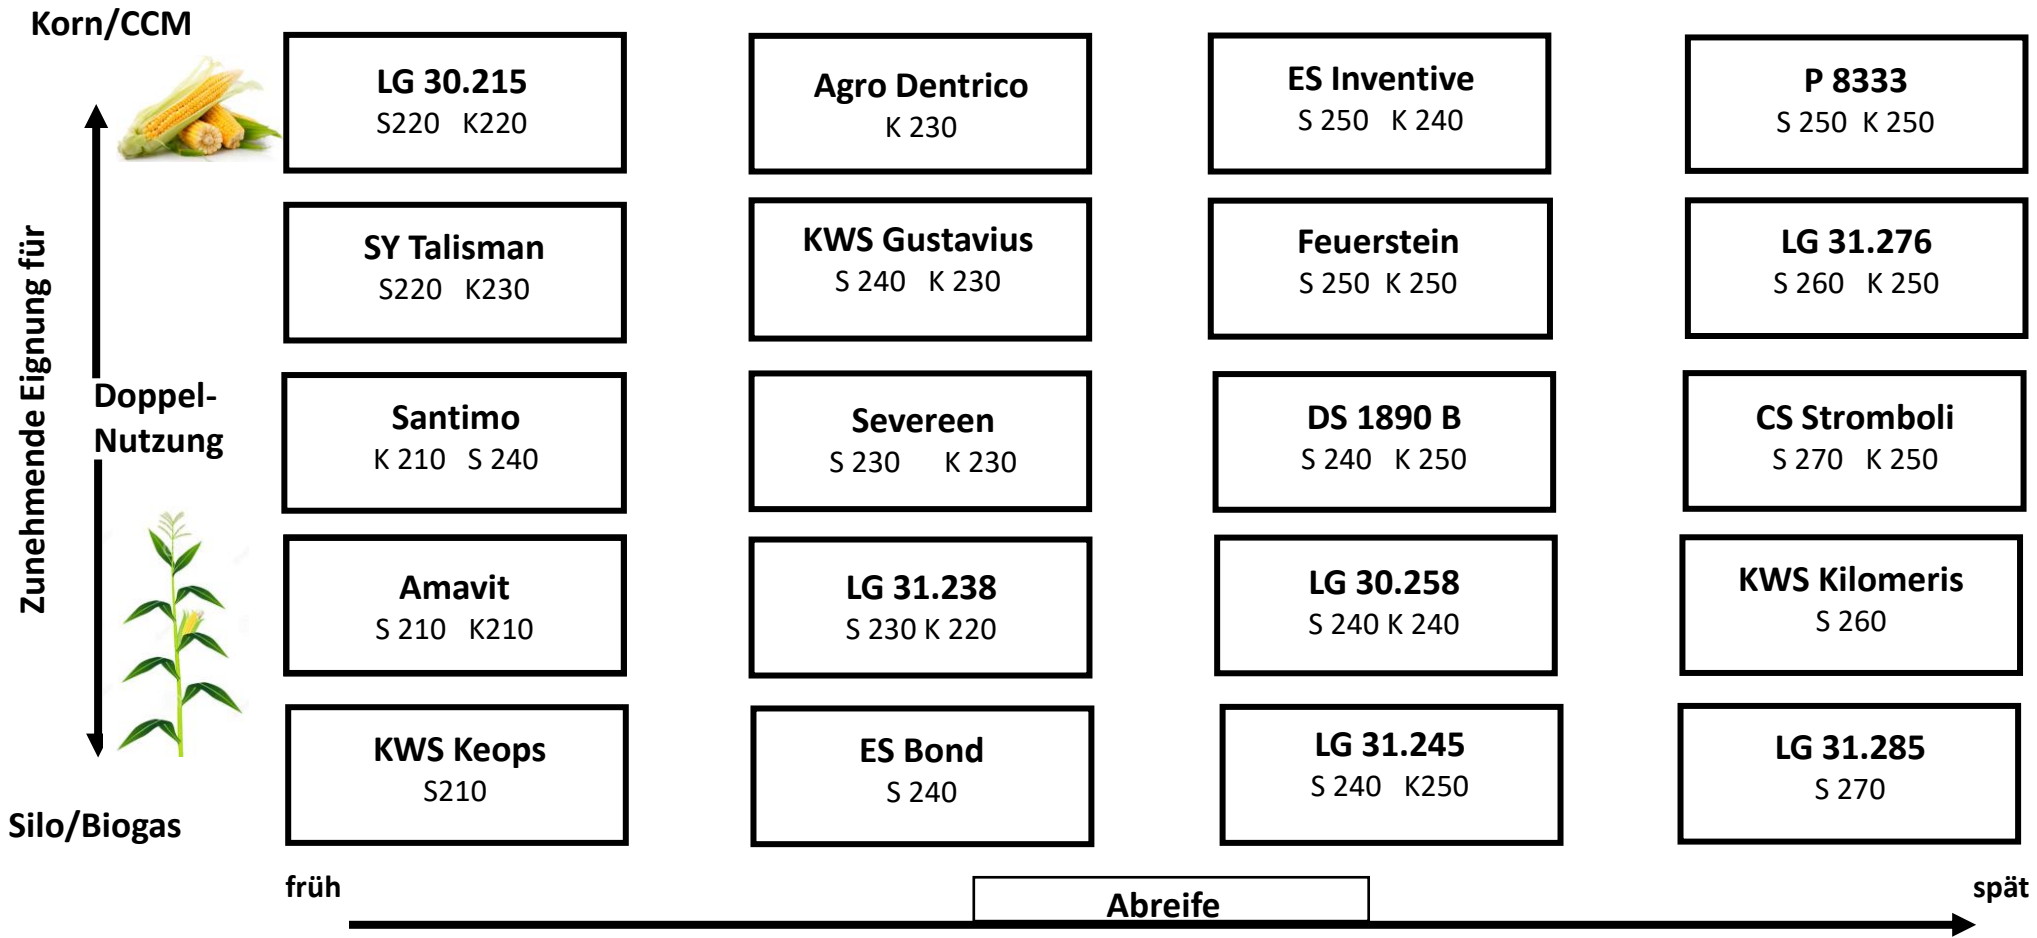 Korn/CCM
LG 30.215
S220 K220
Agro Dentrico
K 230
ES Inventive
S 250 K 240
P 8333
S 250 K 250
Zunehmende Eignung für
SY Talisman
S220 K230
KWS Gustavius
S 240 K 230
Feuerstein
S 250 K 250
LG 31.276
S 260 K 250
Doppel-
Nutzung
Santimo
K 210 S 240
Severeen
S 230 K 230
DS 1890 B
S 240 K 250
CS Stromboli
S 270 K 250
Amavit
S 210 K210
LG 31.238
S 230 K 220
LG 30.258
S 240 K 240
KWS Kilomeris
S 260
KWS Keops
S210
ES Bond
S 240
LG 31.245
S 240 K250
LG 31.285
S 270
Silo/Biogas
früh
Abreife
spät